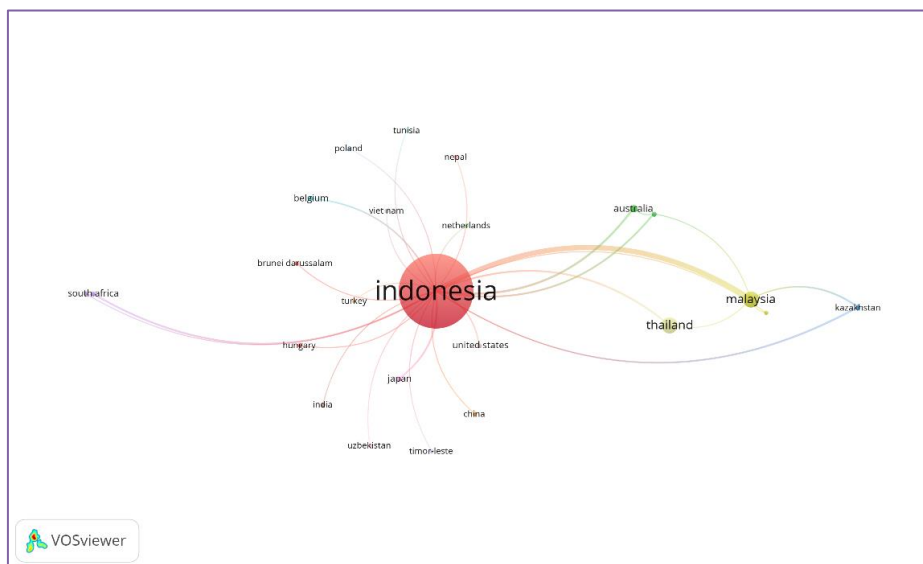 tunisia
poland
nepal
belgium
viet nam
australia
netherlands
brunei darussalam
indonesia
south africa
turkey
malaysia
kazakhstan
thailand
hungary
united states
japan
india
china
uzbekistan
timor-leste
VOSviewer